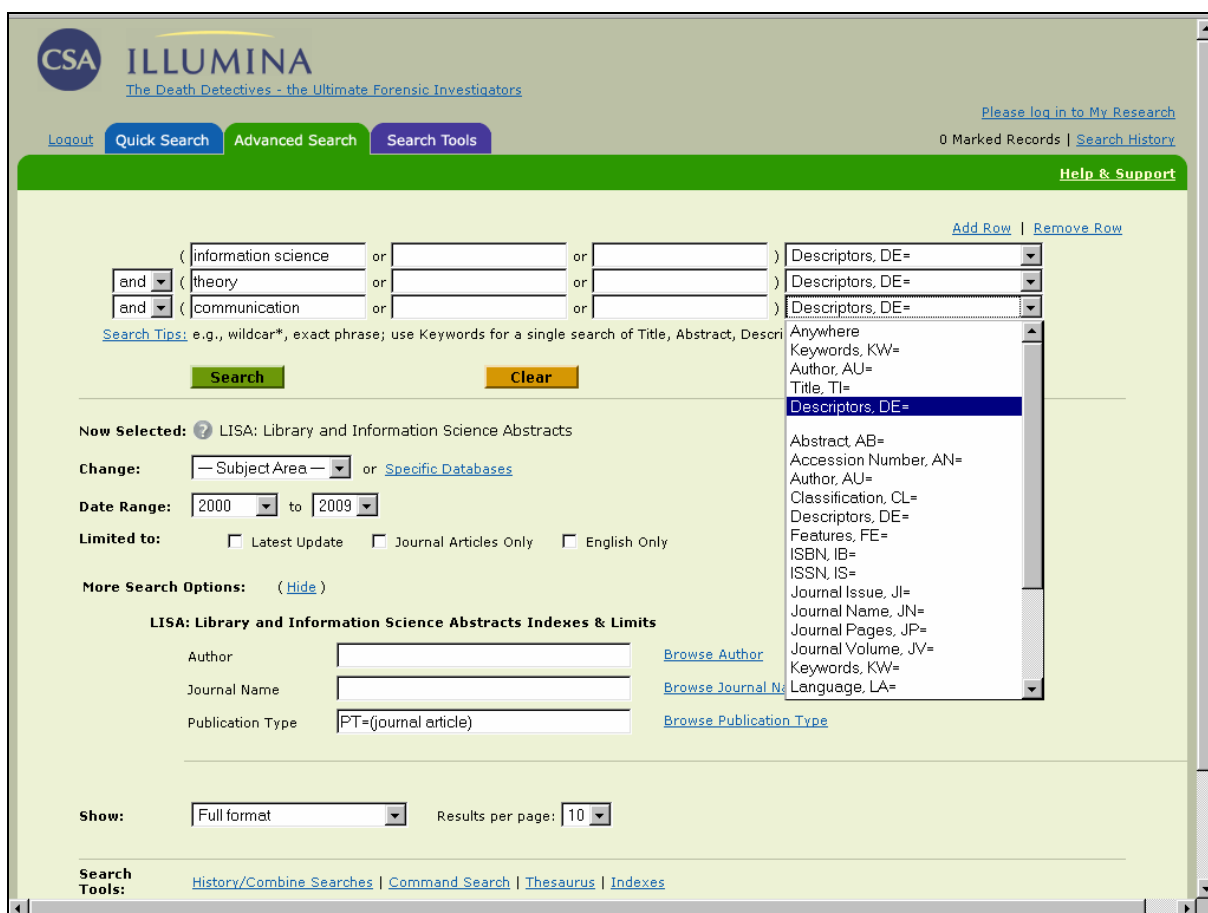 CSA ILLUMINA
The Death Detectives - the Ultimate Forensic Investigators
Please log in to My Research
Logout Quick Search Advanced Search Search Tools 0 Marked Records | Search History
Help & Support
Add Row | Remove Row
( information science or or ) Descriptors, DE=
and ( theory or or ) Descriptors, DE=
and ( communication or or ) Descriptors, DE=
Search Tips: e.g., wildcar*, exact phrase; use Keywords for a single search of Title, Abstract, Descri
Anywhere
Keywords, KW=
Author, AU=
Title, TI=
Descriptors, DE=
Abstract, AB=
Accession Number, AN=
Author, AU=
Classification, CL=
Descriptors, DE=
Features, FE=
ISBN, IB=
ISSN, IS=
Journal Issue, JI=
Journal Name, JN=
Journal Pages, JP=
Journal Volume, JV=
Keywords, KW=
Language, LA=
Search Clear
Now Selected: ? LISA: Library and Information Science Abstracts
Change: — Subject Area — or Specific Databases
Date Range: 2000 to 2009
Limited to: Latest Update Journal Articles Only English Only
More Search Options: ( Hide )
LISA: Library and Information Science Abstracts Indexes & Limits
Author Browse Author
Journal Name Browse Journal Na
Publication Type PT=(journal article) Browse Publication Type
Show: Full format Results per page: 10
Search Tools: History/Combine Searches | Command Search | Thesaurus | Indexes